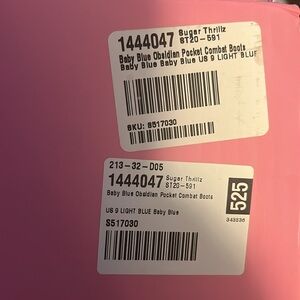 1444047 Sugar Thrillz
ST20-591
Baby Blue Obsidian Pocket Combat Boots
Baby Blue Baby Blue US 9 LIGHT BLUE
SKU: S517030
213-32-D05
1444047 Sugar Thrillz
ST20-591
Baby Blue Obsidian Pocket Combat Boots
US 9 LIGHT BLUE Baby Blue
S517030
525
343536